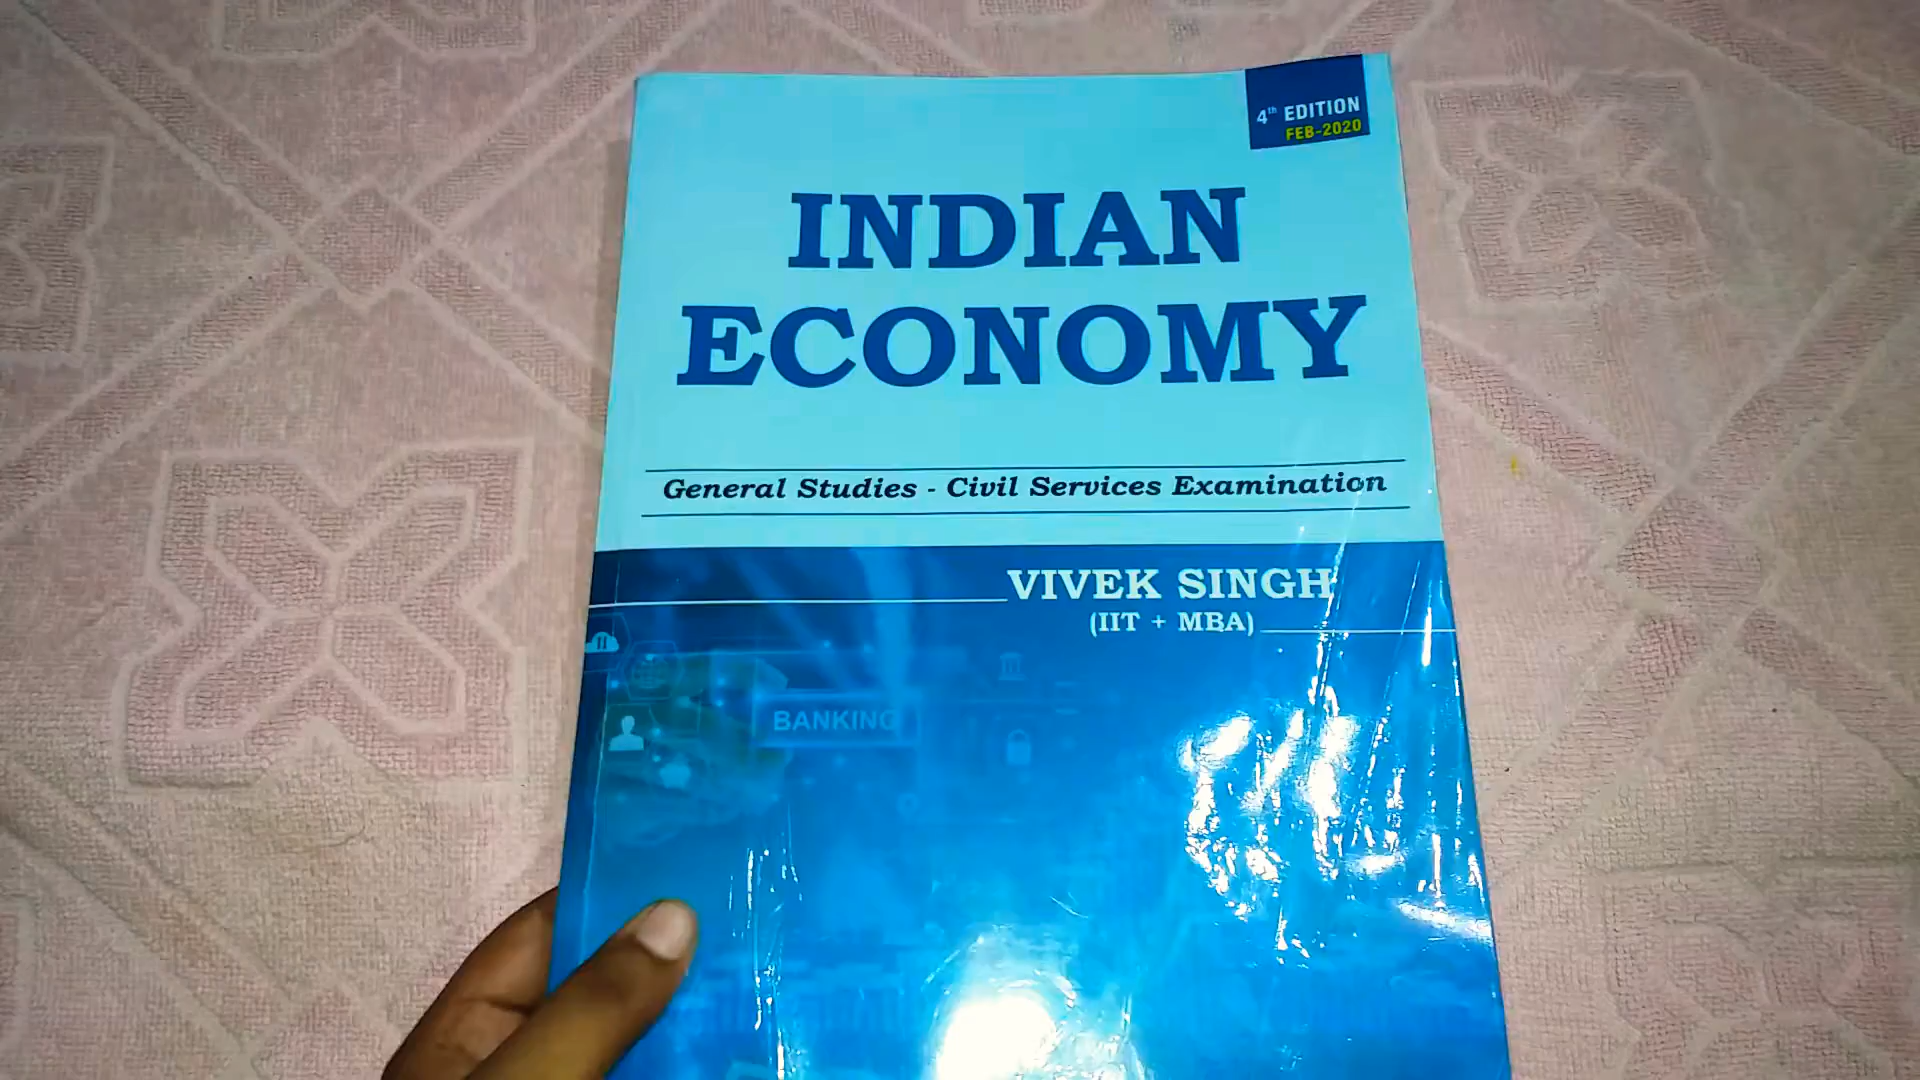 4th EDITION
FEB-2020
INDIAN
ECONOMY
General Studies - Civil Services Examination
VIVEK SINGH
(IIT + MBA)
BANKING